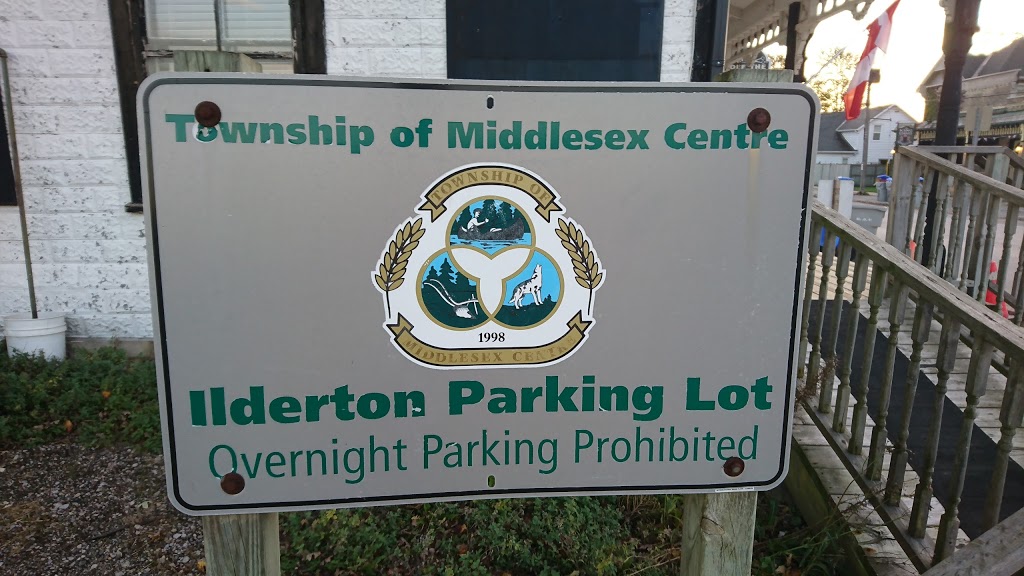 Township of Middlesex Centre
TOWNSHIP OF
1998
MIDDLESEX CENTRE
Ilderton Parking Lot
Overnight Parking Prohibited